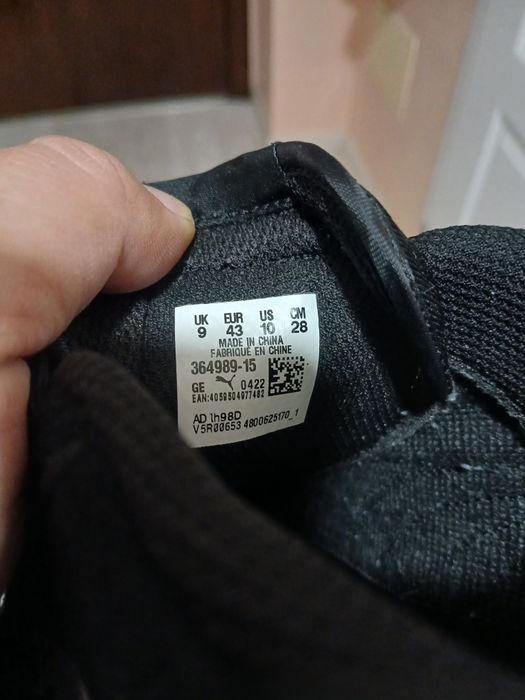 UK EUR US CM
9 43 10 28
MADE IN CHINA
FABRIQUÉ EN CHINE
364989-15
GE 0422
EAN:4059504977482
AD lh98D
V5R00653 4800625170_1